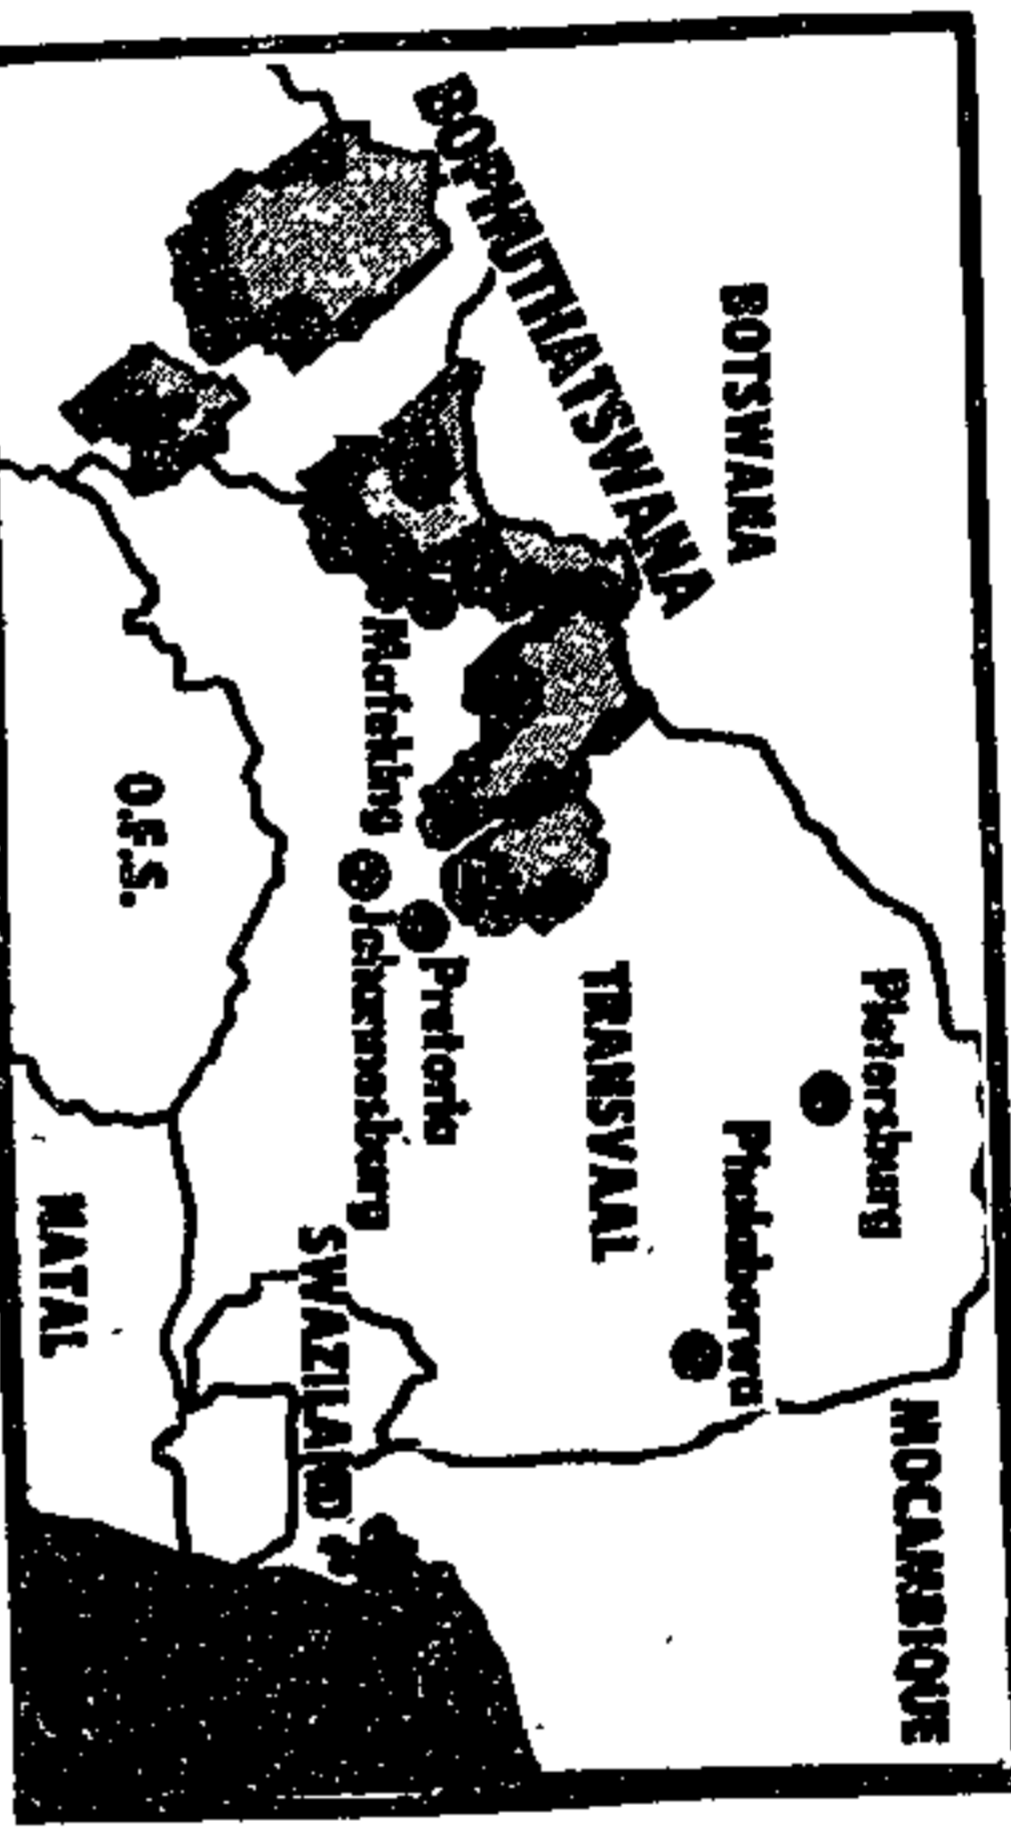 BOTSWANA
MOCAMBIQUE
Pietersburg
BOPHUTHATSWANA
Phalaborwa
TRANSVAAL
Pretoria
Mafeking
Johannesburg
SWAZILAND
O.F.S.
NATAL